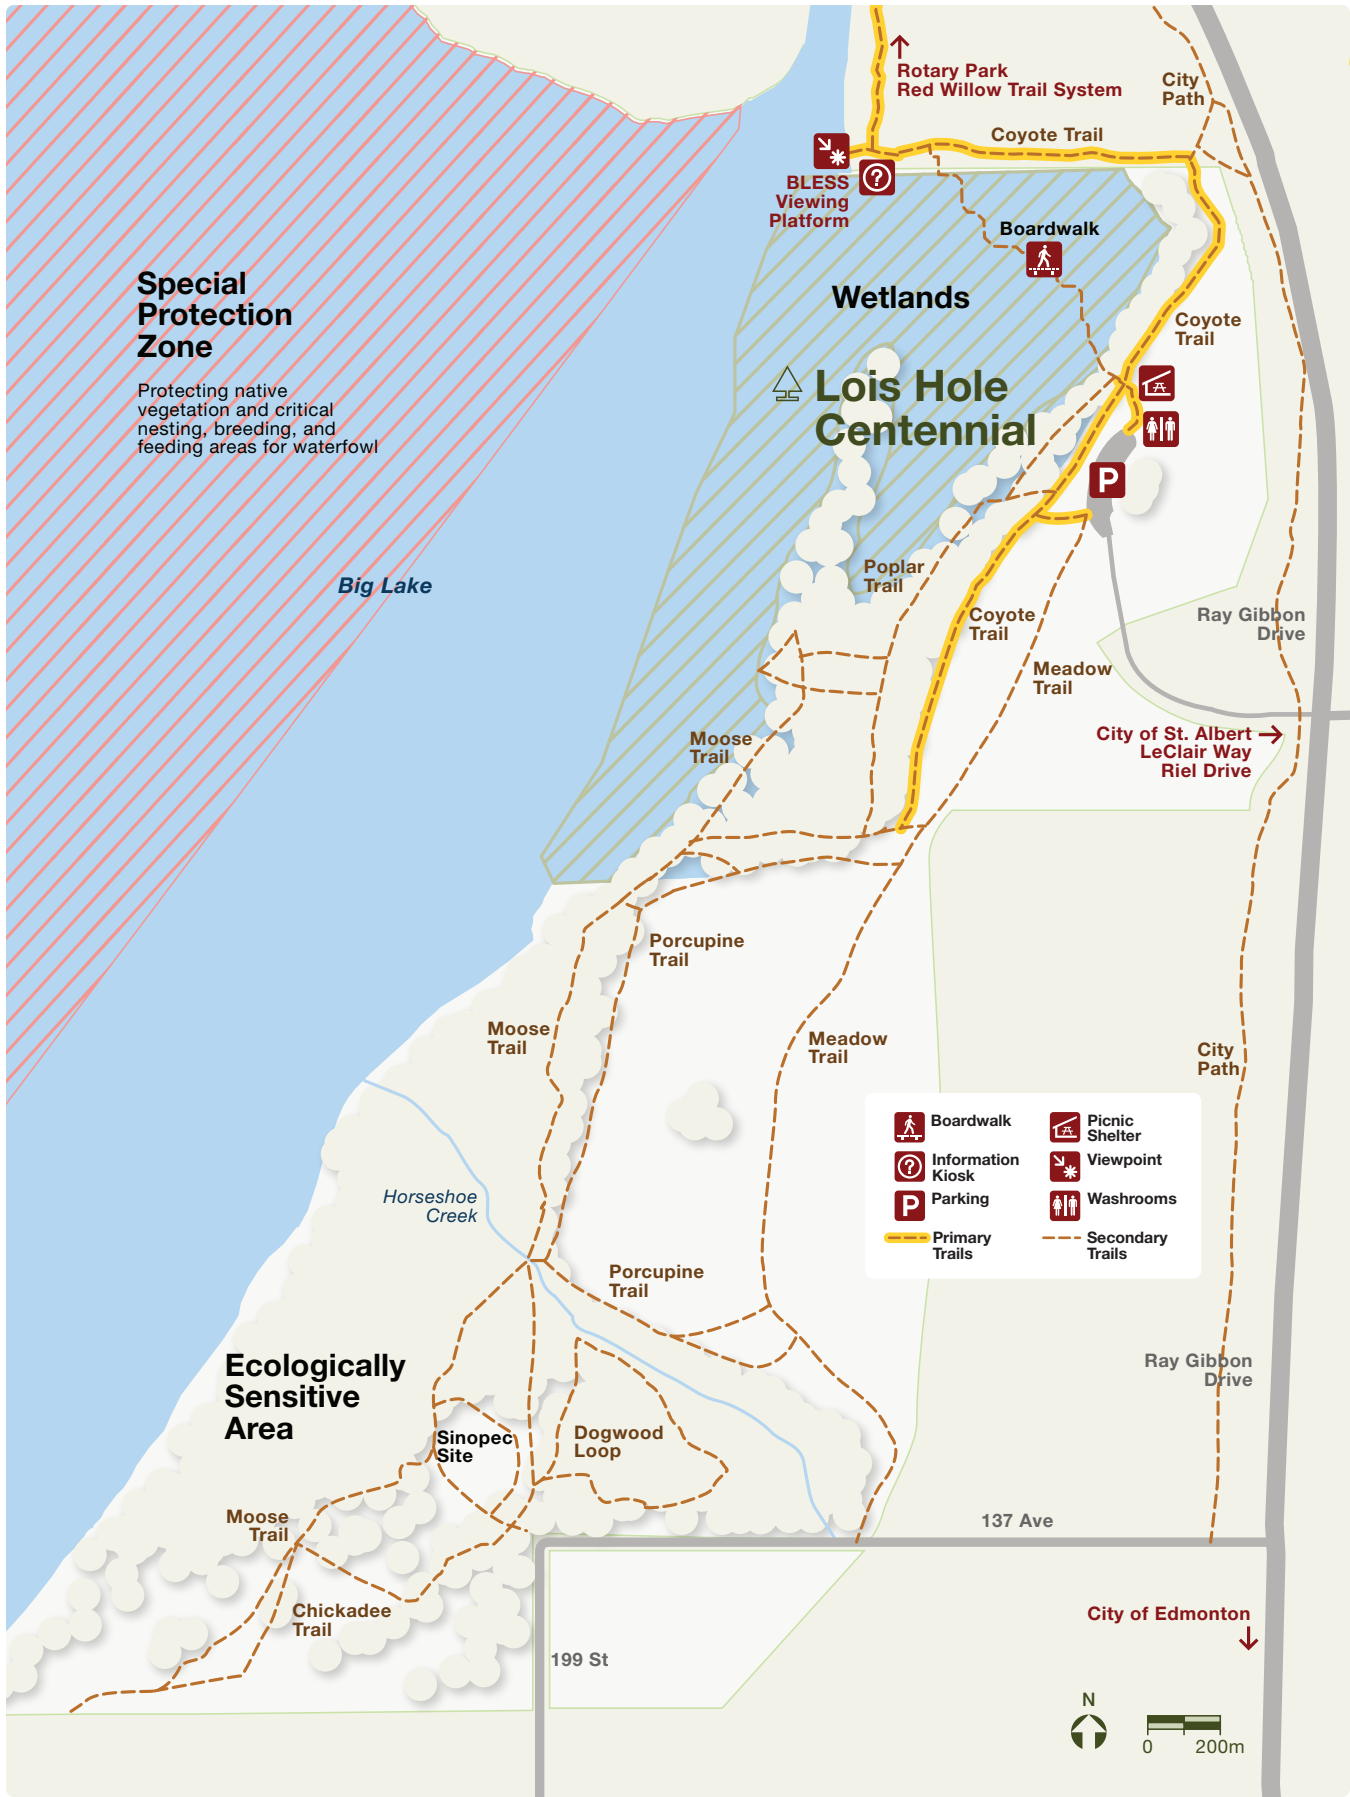 Rotary Park
Red Willow Trail System
City
Path
Coyote Trail
BLESS
Viewing
Platform
?
Boardwalk
Special
Protection
Zone
Protecting native
vegetation and critical
nesting, breeding, and
feeding areas for waterfowl
Wetlands
Coyote
Trail
Lois Hole
Centennial
P
Big Lake
Poplar
Trail
Coyote
Trail
Ray Gibbon
Drive
Meadow
Trail
Moose
Trail
City of St. Albert
LeClair Way
Riel Drive
Porcupine
Trail
Moose
Trail
Meadow
Trail
City
Path
Boardwalk
Picnic
Shelter
?
Information
Kiosk
Viewpoint
P
Parking
Washrooms
Primary
Trails
Secondary
Trails
Horseshoe
Creek
Porcupine
Trail
Ecologically
Sensitive
Area
Ray Gibbon
Drive
Sinopec
Site
Dogwood
Loop
Moose
Trail
137 Ave
Chickadee
Trail
City of Edmonton
199 St
N
0 200m